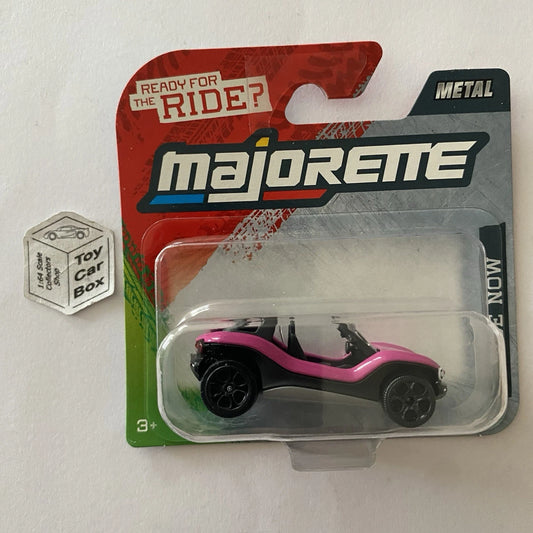 READY FOR
THE RIDE?
METAL
majorette
1:64 Scale
Collectors
Shop
Toy
Car
Box
NOW
3+